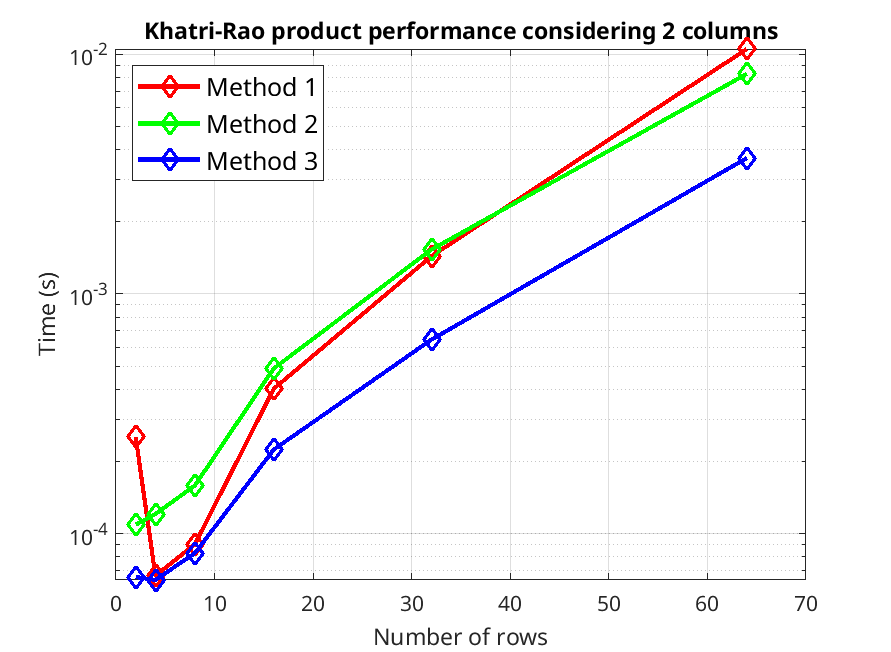 Khatri-Rao product performance considering 2 columns
10^-2
Method 1
Method 2
Method 3
10^-3
Time (s)
10^-4
0 10 20 30 40 50 60 70
Number of rows